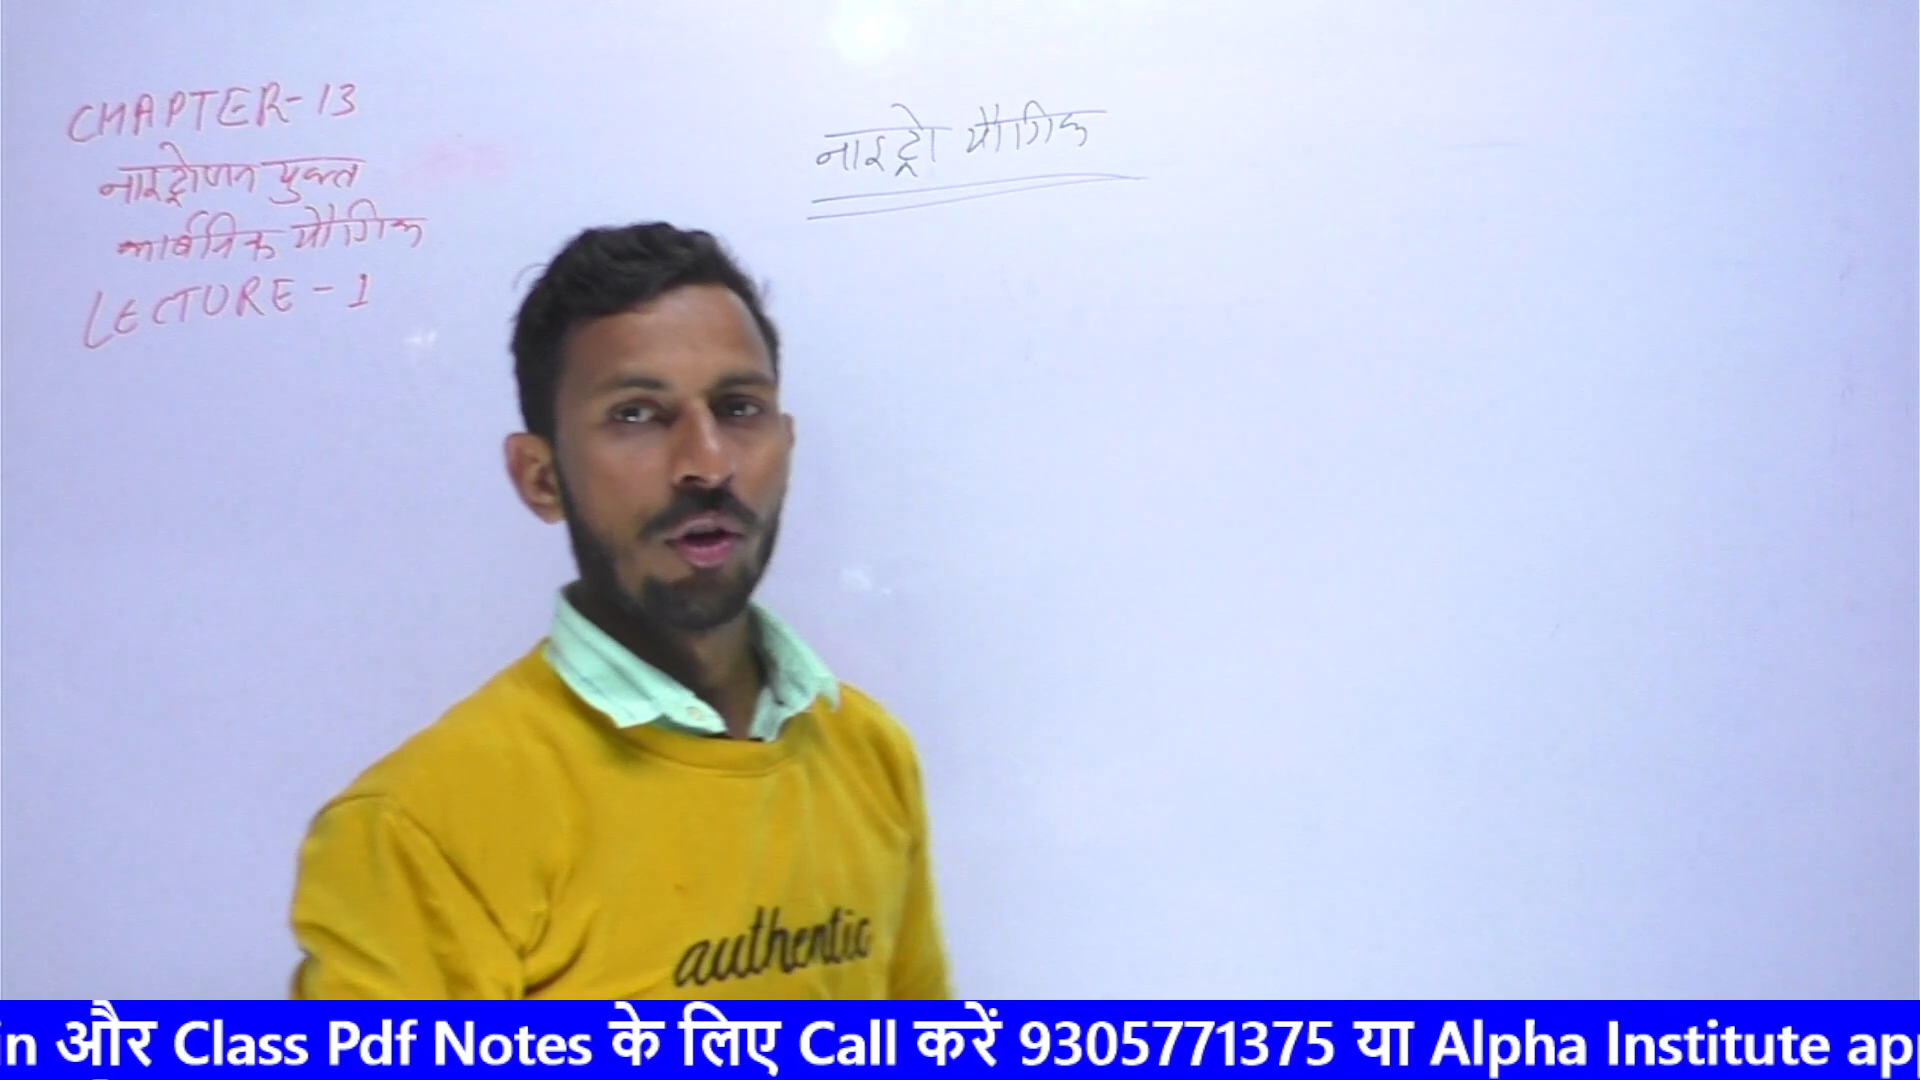 CHAPTER-13
नाइट्रोजन युक्त
कार्बनिक यौगिक
LECTURE-1
नाइट्रो यौगिक
authentic
in और Class Pdf Notes के लिए Call करें 9305771375 या Alpha Institute app